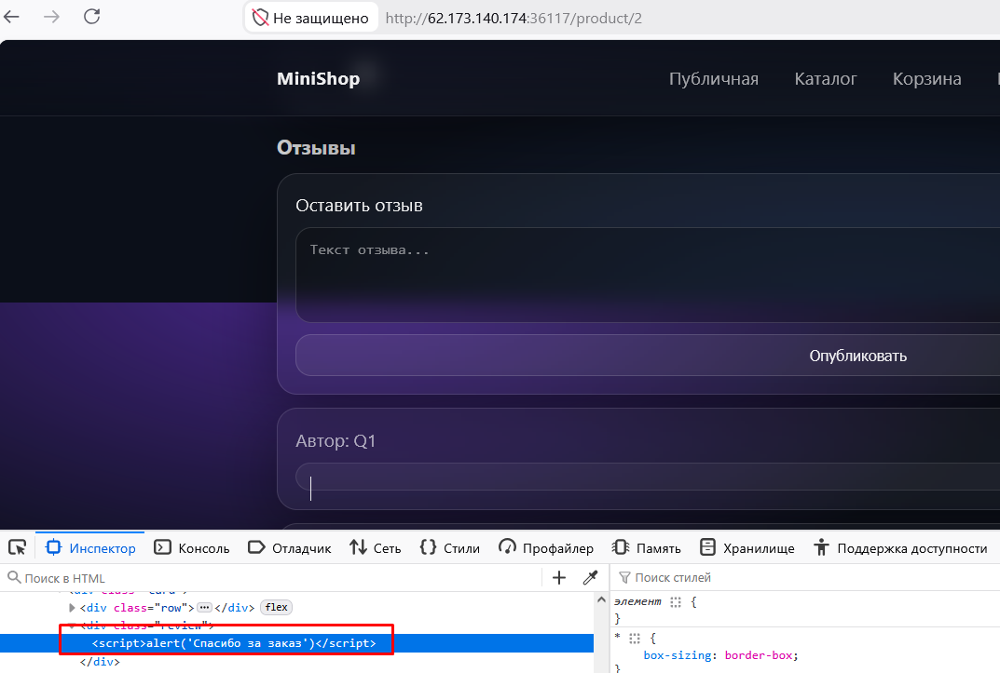 Не защищено http://62.173.140.174:36117/product/2
MiniShop Публичная Каталог Корзина
Отзывы
Оставить отзыв
Текст отзыва...
Опубликовать
Автор: Q1
Инспектор Консоль Отладчик Сеть Стили Профайлер Память Хранилище Поддержка доступности
Поиск в HTML + Поиск стилей
<div class="card">
<div class="row"> ⋯ </div> flex
<div class="review">
<script>alert('Спасибо за заказ')</script>
</div>
элемент {
}
* {
box-sizing: border-box;
}